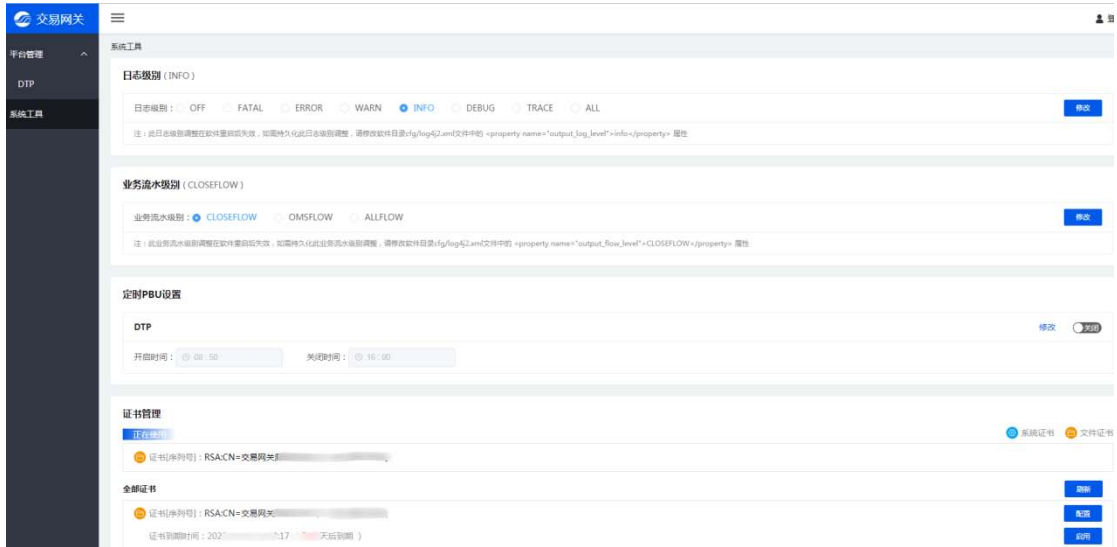 交易网关
平台管理
DTP
系统工具
系统工具
日志级别 ( INFO )
日志级别： OFF FATAL ERROR WARN INFO DEBUG TRACE ALL 修改
注：此日志级别调整在软件重启后失效，如需持久化此日志级别调整，请修改软件目录cfg/log4j2.xml文件中的 <property name="output_log_level">info</property> 属性
业务流水级别 ( CLOSEFLOW )
业务流水级别： CLOSEFLOW OMSFLOW ALLFLOW 修改
注：此业务流水级别调整在软件重启后失效，如需持久化此业务流水级别调整，请修改软件目录cfg/log4j2.xml文件中的 <property name="output_flow_level">CLOSEFLOW</property> 属性
定时PBU设置
DTP 修改 关闭
开启时间： 08 : 50 关闭时间： 16 : 00
证书管理
正在使用 系统证书 文件证书
证书[序列号]：RSA:CN=交易网关
全部证书 刷新
证书[序列号]：RSA:CN=交易网关 配置
证书到期时间：202 :17 天后到期 ) 启用